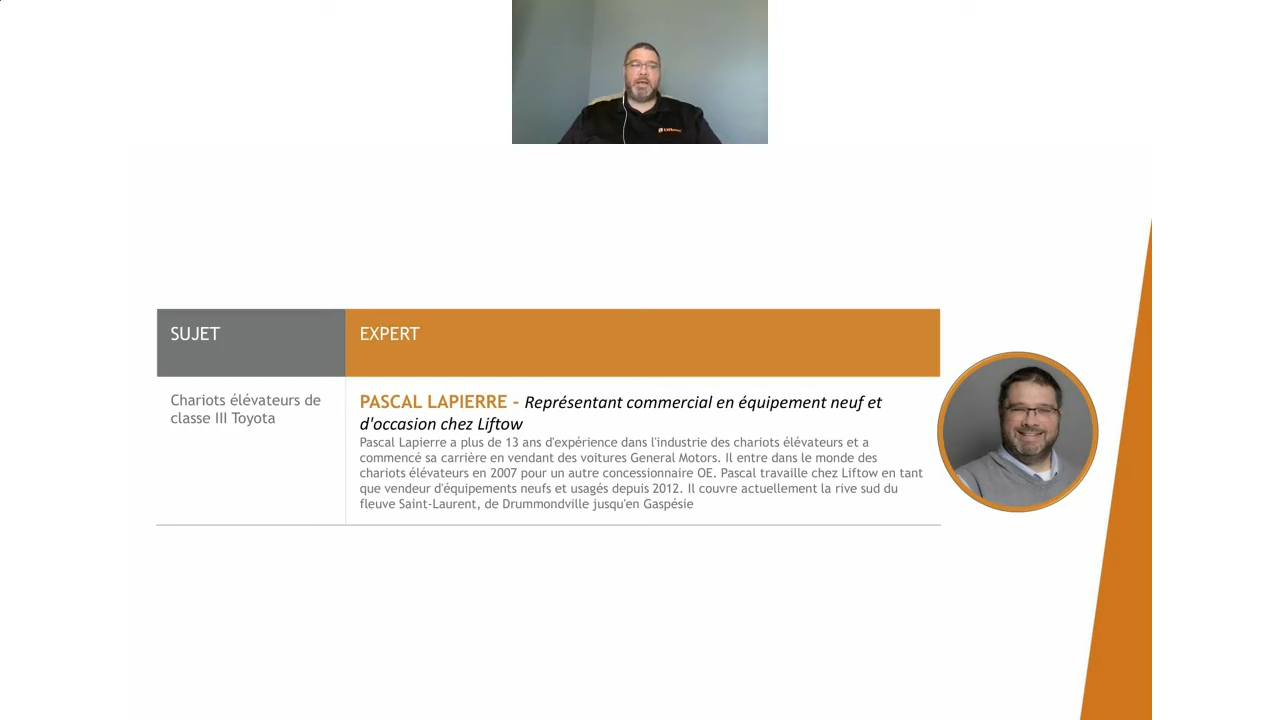 SUJET
EXPERT
Chariots élévateurs de
classe III Toyota
PASCAL LAPIERRE - Représentant commercial en équipement neuf et
d'occasion chez Liftow
Pascal Lapierre a plus de 13 ans d'expérience dans l'industrie des chariots élévateurs et a
commencé sa carrière en vendant des voitures General Motors. Il entre dans le monde des
chariots élévateurs en 2007 pour un autre concessionnaire OE. Pascal travaille chez Liftow en tant
que vendeur d'équipements neufs et usagés depuis 2012. Il couvre actuellement la rive sud du
fleuve Saint-Laurent, de Drummondville jusqu'en Gaspésie